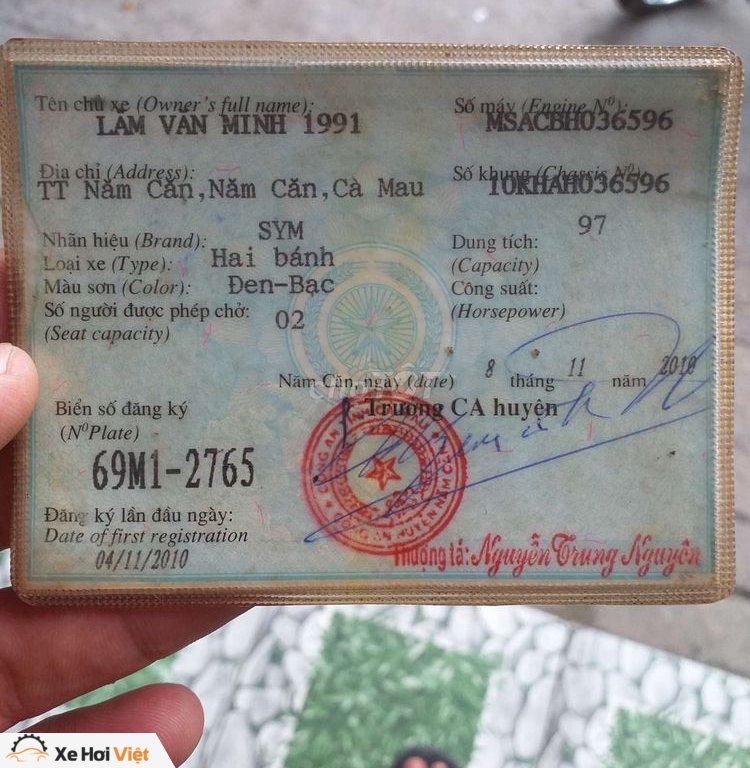 Tên chủ xe (Owner's full name):
LAM VAN MINH 1991
Số máy (Engine Nº):
MSACBH036596
Địa chỉ (Address):
TT Năm Căn,Năm Căn,Cà Mau
Số khung (Chassis Nº):
10KHAH036596
Nhãn hiệu (Brand): SYM
Dung tích: 97
(Capacity)
Loại xe (Type): Hai bánh
Màu sơn (Color): Đen-Bạc
Công suất:
(Horsepower)
Số người được phép chở: 02
(Seat capacity)
Năm Căn, ngày (date) 8 tháng 11 năm 2010
Trưởng CA huyện
Biển số đăng ký
(NºPlate)
69M1-2765
Đăng ký lần đầu ngày:
Date of first registration
04/11/2010
Thượng tá: Nguyễn Trung Nguyên
Xe Hơi Việt